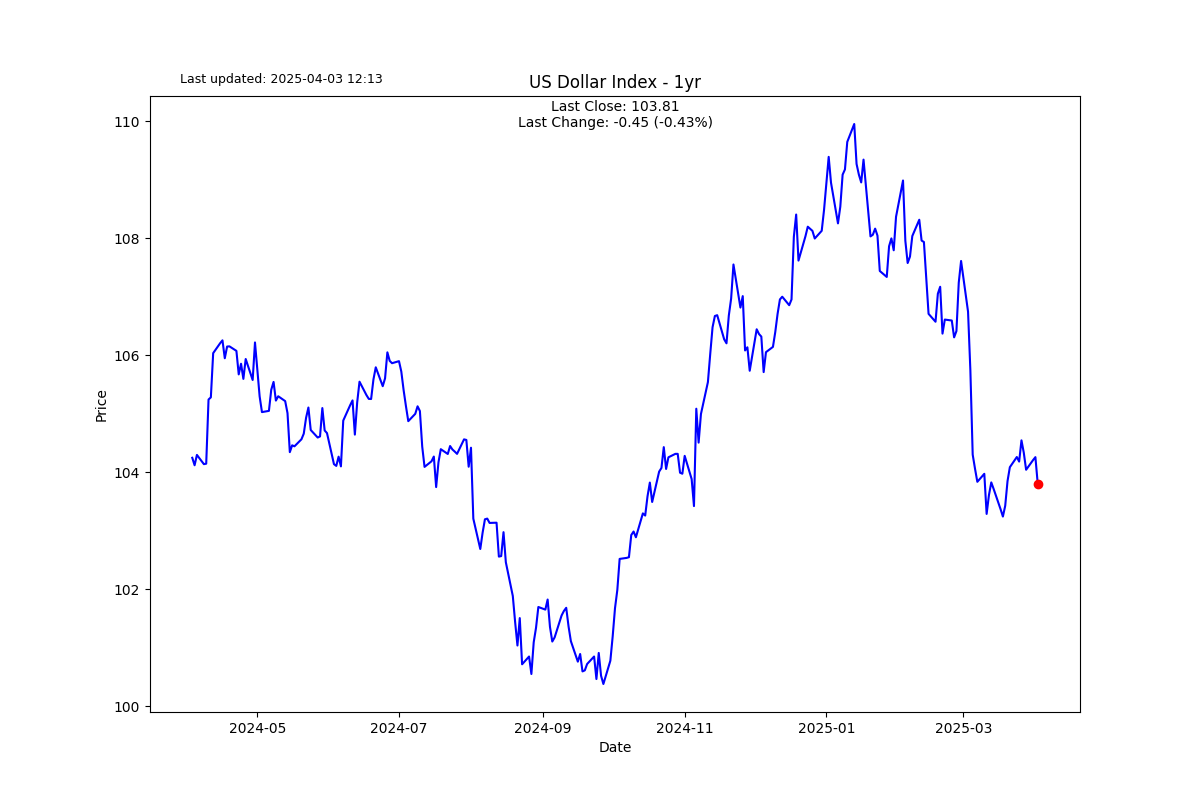 Last updated: 2025-04-03 12:13
US Dollar Index - 1yr
Last Close: 103.81
Last Change: -0.45 (-0.43%)
110
108
106
104
102
100
Price
2024-05
2024-07
2024-09
2024-11
2025-01
2025-03
Date